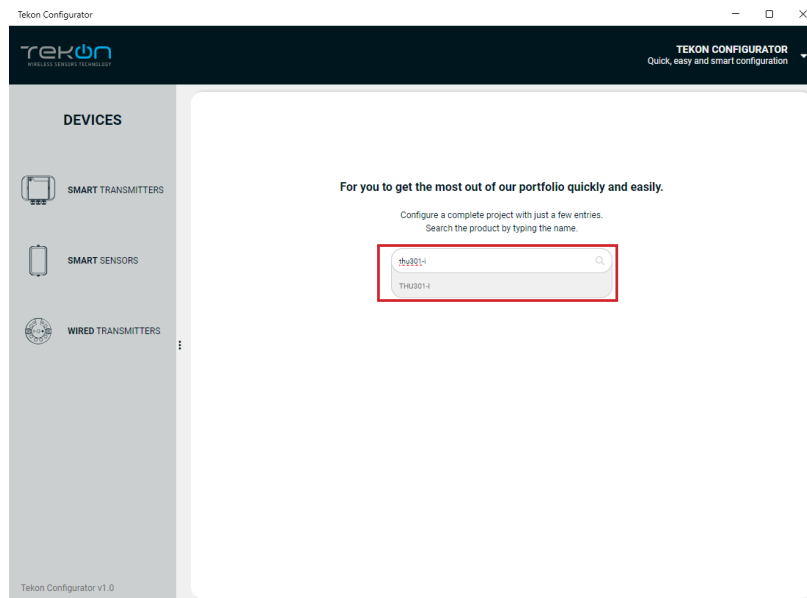 Tekon Configurator
TEKON
WIRELESS SENSORS TECHNOLOGY
TEKON CONFIGURATOR
Quick, easy and smart configuration
DEVICES
SMART TRANSMITTERS
SMART SENSORS
WIRED TRANSMITTERS
For you to get the most out of our portfolio quickly and easily.
Configure a complete project with just a few entries.
Search the product by typing the name.
thu301-i
THU301-I
Tekon Configurator v1.0